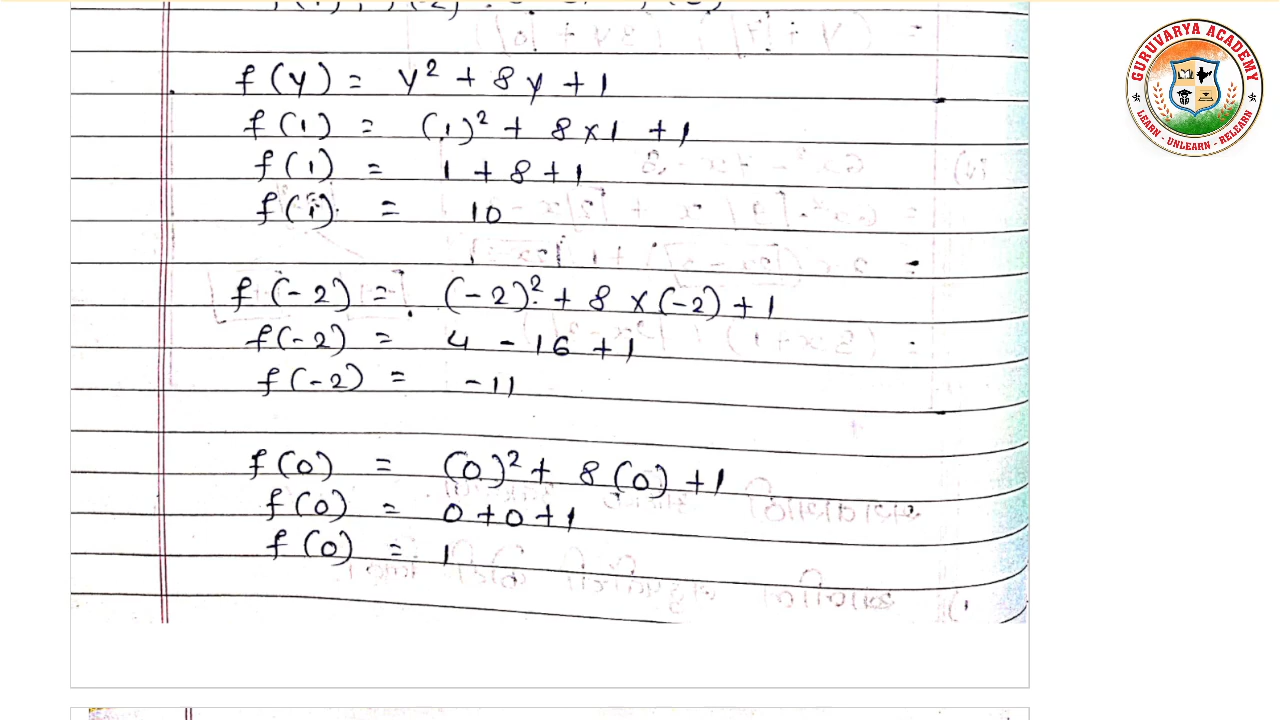 f(y) = y² + 8y + 1
f(1) = (1)² + 8×1 + 1
f(1) = 1 + 8 + 1
f(1) = 10
f(-2) = (-2)² + 8 × (-2) + 1
f(-2) = 4 - 16 + 1
f(-2) = -11
f(0) = (0)² + 8(0) + 1
f(0) = 0+0+1
f(0) = 1
GURUVARYA ACADEMY
LEARN - UNLEARN - RELEARN